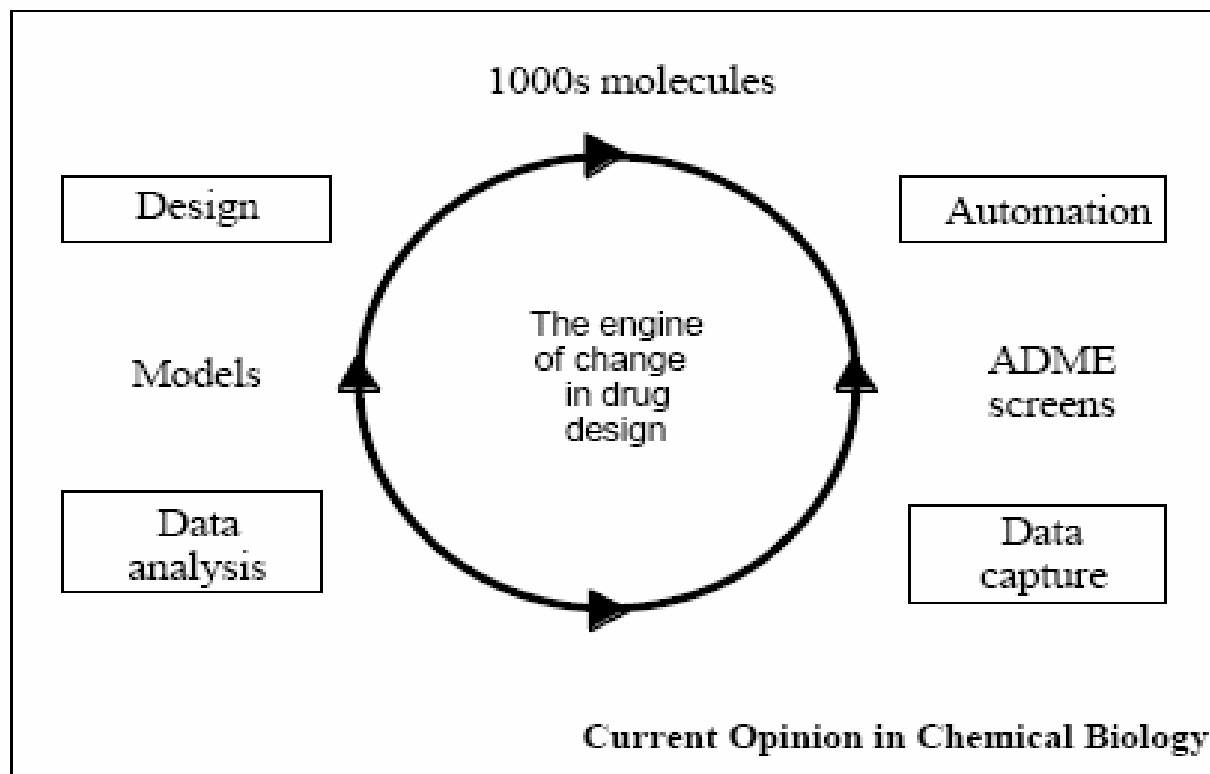 1000s molecules
Design
Automation
The engine
of change
in drug
design
Models
ADME
screens
Data
analysis
Data
capture
Current Opinion in Chemical Biology